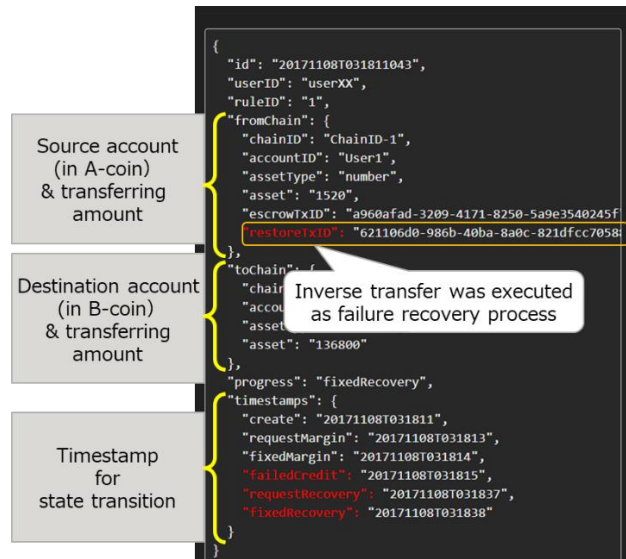 {
"id": "20171108T031811043",
"userID": "userXX",
"ruleID": "1",
"fromChain": {
"chainID": "ChainID-1",
"accountID": "User1",
"assetType": "number",
"asset": "1520",
"escrowTxID": "a960afad-3209-4171-8250-5a9e3540245f
"restoreTxID": "621106d0-986b-40ba-8a0c-821dfcc7058
},
"toChain": {
"chain
"accou
"asset
"asset": "136800"
},
"progress": "fixedRecovery",
"timestamps": {
"create": "20171108T031811",
"requestMargin": "20171108T031813",
"fixedMargin": "20171108T031814",
"failedCredit": "20171108T031815",
"requestRecovery": "20171108T031837",
"fixedRecovery": "20171108T031838"
}
}
Source account
(in A-coin)
& transferring
amount
Inverse transfer was executed
as failure recovery process
Destination account
(in B-coin)
& transferring
amount
Timestamp
for
state transition